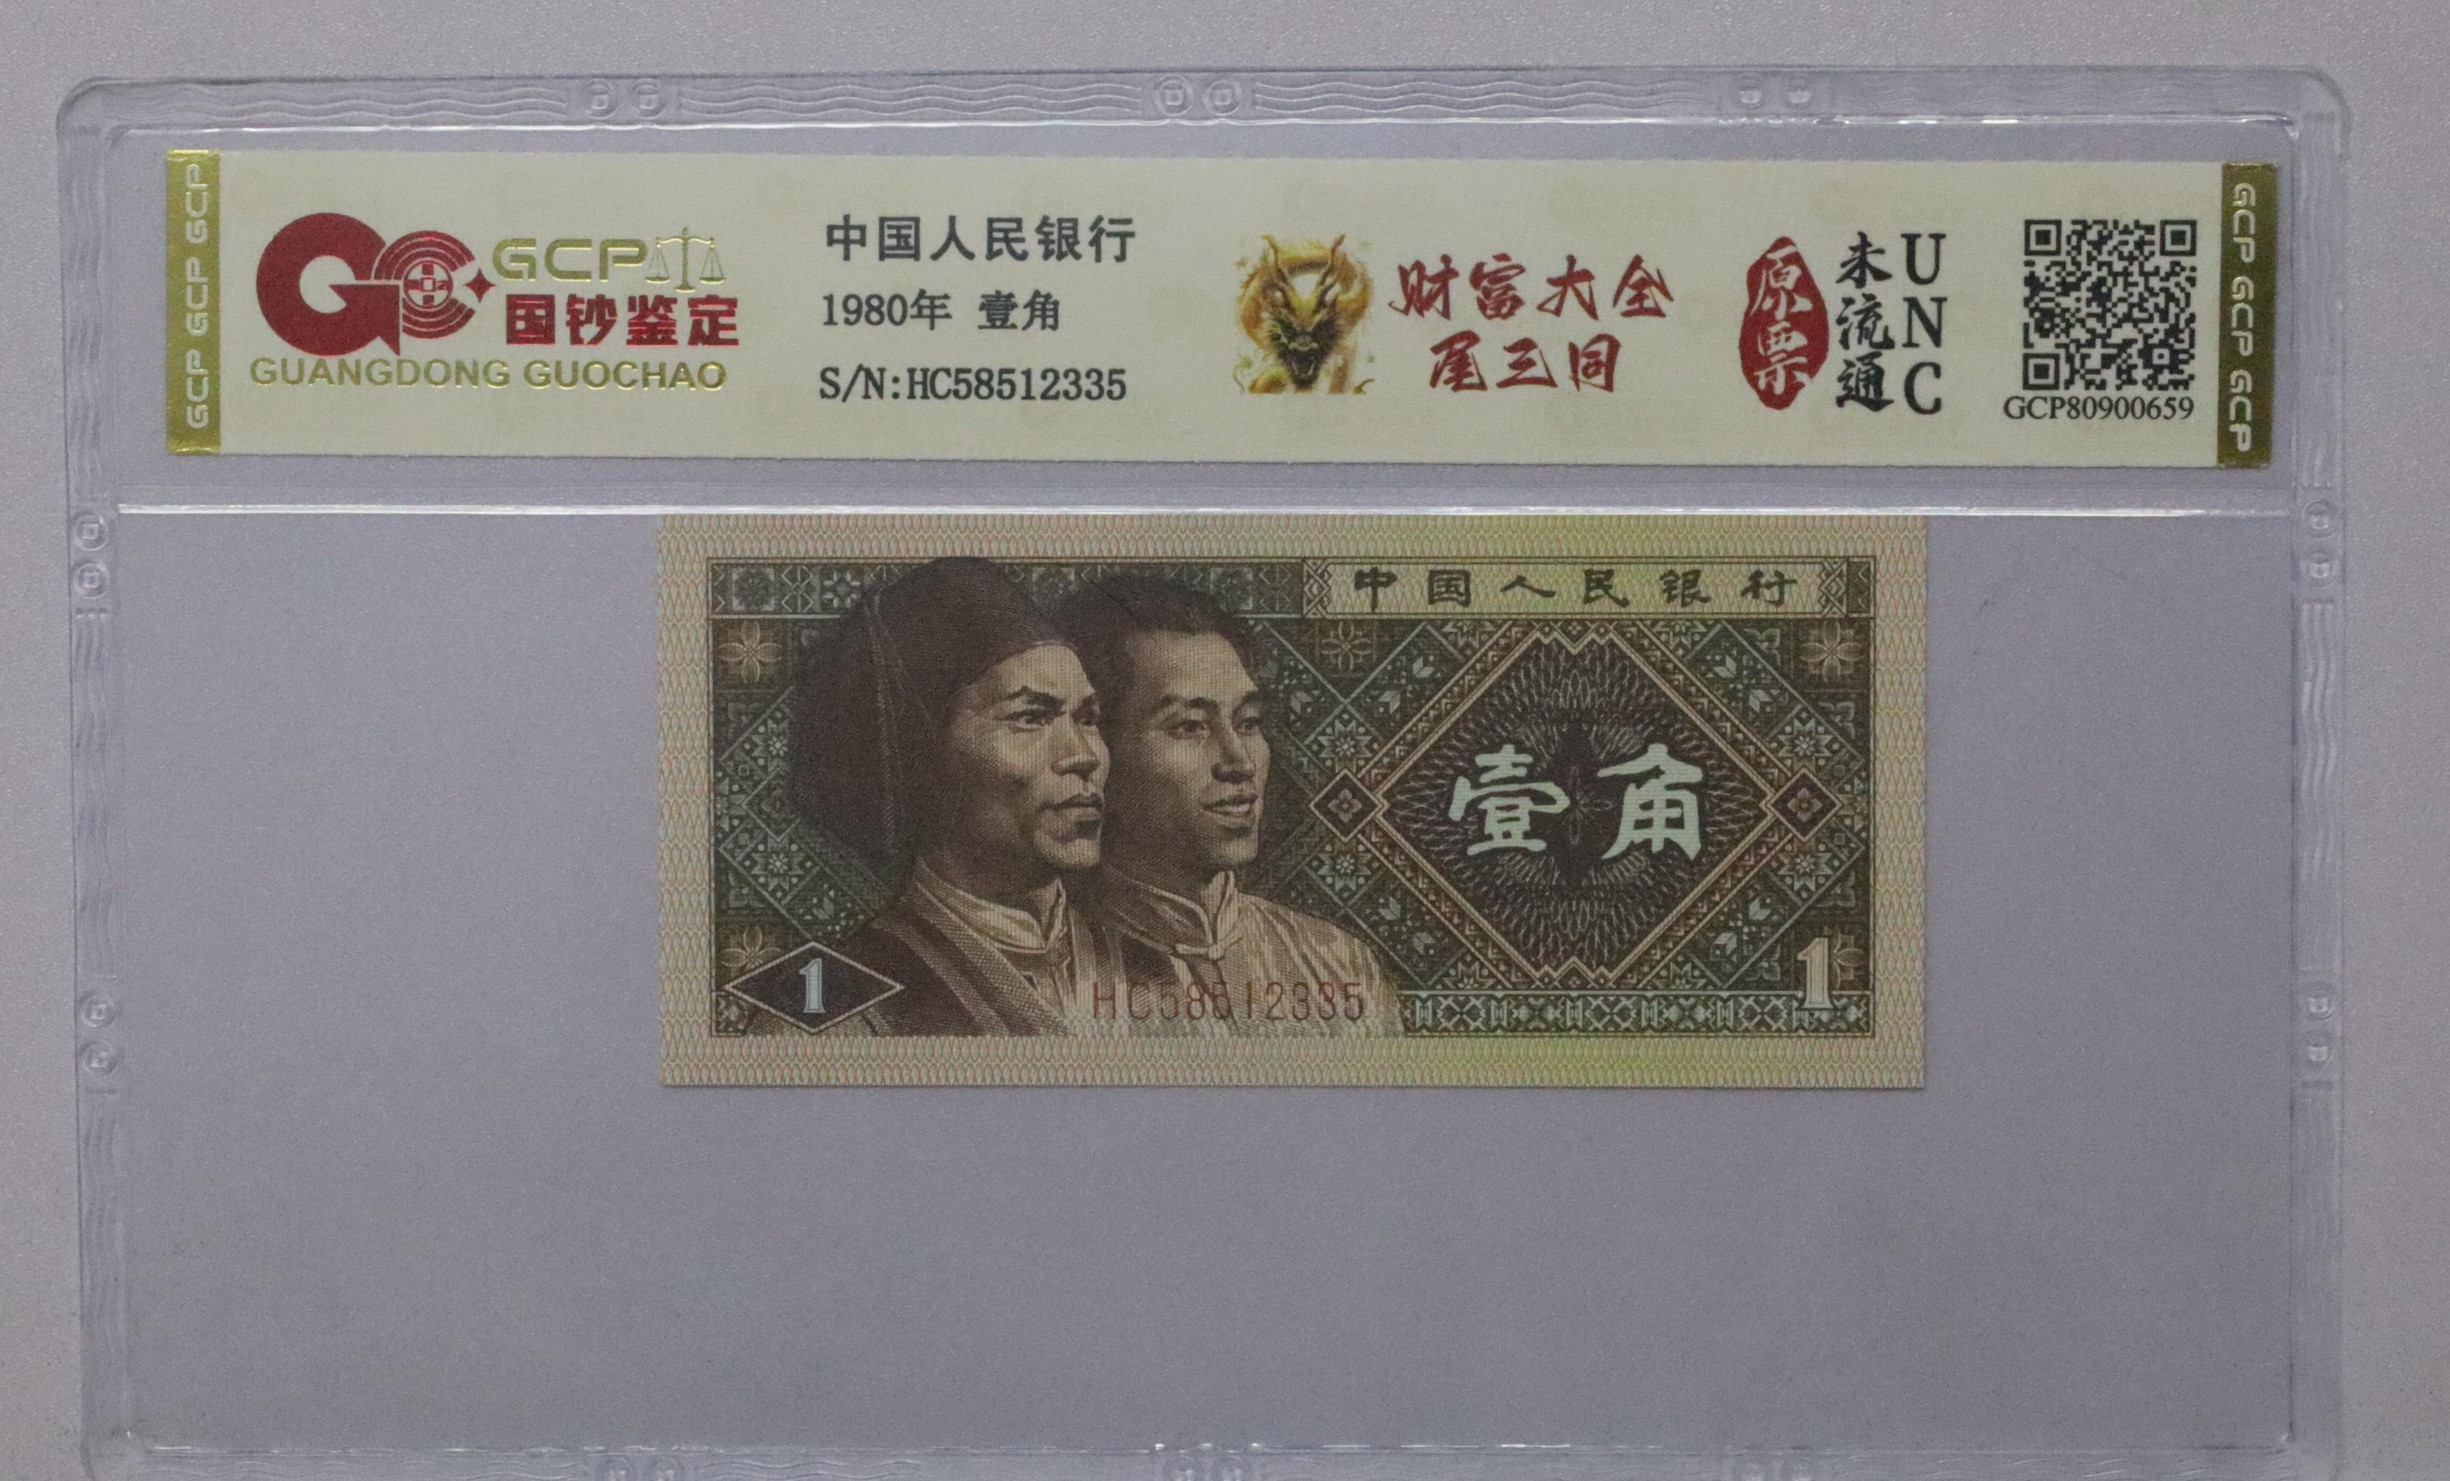 GCP GCP GCP
GCP
国钞鉴定
GUANGDONG GUOCHAO
中国人民银行
1980年 壹角
S/N:HC58512335
财富大全
尾三同
原票
未流通
UNC
GCP80900659
GCP GCP GCP
中国人民银行
壹角
1
HC58512335
1